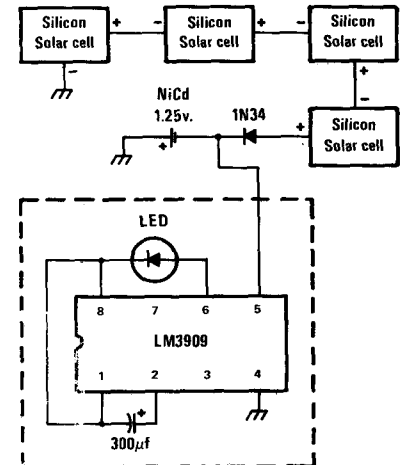 Silicon
Solar cell
+
-
Silicon
Solar cell
+
-
Silicon
Solar cell
-
+
-
NiCd
1.25v.
1N34
+
+
Silicon
Solar cell
LED
8 7 6 5
LM3909
1 2 3 4
+
300µf